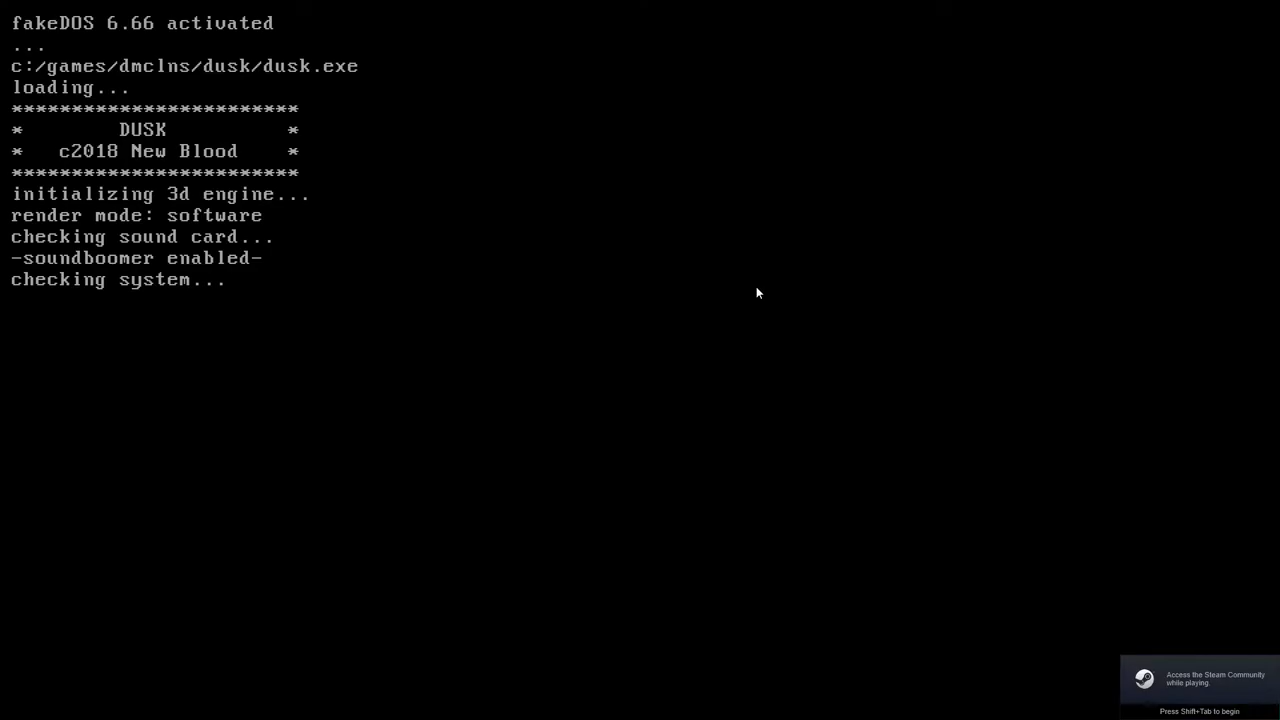 fakeDOS 6.66 activated
...
c:/games/dmclns/dusk/dusk.exe
loading...
************************
* DUSK *
* c2018 New Blood *
************************
initializing 3d engine...
render mode: software
checking sound card...
-soundboomer enabled-
checking system...
Access the Steam Community
while playing.
Press Shift+Tab to begin